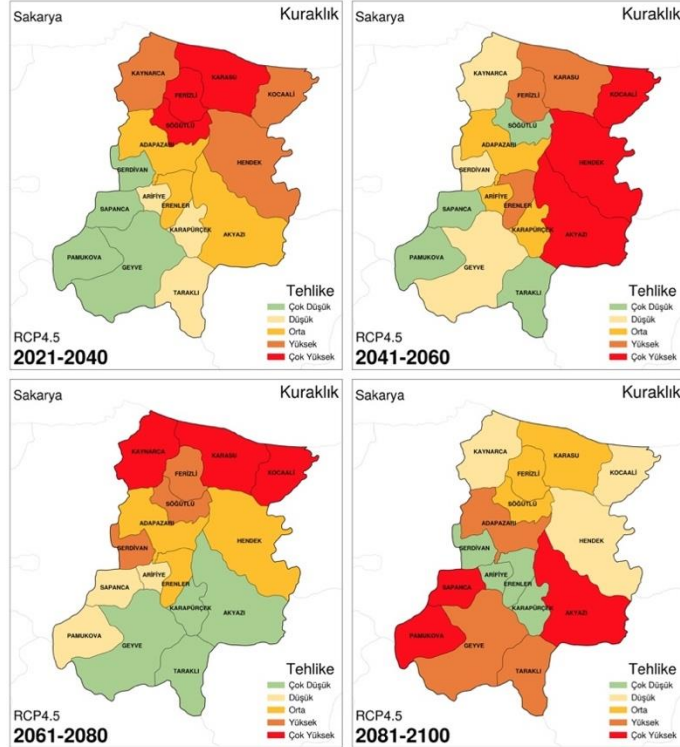 Sakarya
Kuraklık
KAYNARCA
KARASU
FERİZLİ
KOCAALİ
SÖĞÜTLÜ
ADAPAZARI
HENDEK
SERDİVAN
ARİFİYE
SAPANCA
ERENLER
KARAPÜRÇEK
AKYAZI
PAMUKOVA
GEYVE
TARAKLI
Tehlike
Çok Düşük
Düşük
Orta
Yüksek
Çok Yüksek
RCP4.5
2021-2040
Sakarya
Kuraklık
KAYNARCA
KARASU
FERİZLİ
KOCAALİ
SÖĞÜTLÜ
ADAPAZARI
HENDEK
SERDİVAN
ARİFİYE
SAPANCA
ERENLER
KARAPÜRÇEK
AKYAZI
PAMUKOVA
GEYVE
TARAKLI
Tehlike
Çok Düşük
Düşük
Orta
Yüksek
Çok Yüksek
RCP4.5
2041-2060
Sakarya
Kuraklık
KAYNARCA
KARASU
FERİZLİ
KOCAALİ
SÖĞÜTLÜ
ADAPAZARI
HENDEK
SERDİVAN
ARİFİYE
SAPANCA
ERENLER
KARAPÜRÇEK
AKYAZI
PAMUKOVA
GEYVE
TARAKLI
Tehlike
Çok Düşük
Düşük
Orta
Yüksek
Çok Yüksek
RCP4.5
2061-2080
Sakarya
Kuraklık
KAYNARCA
KARASU
FERİZLİ
KOCAALİ
SÖĞÜTLÜ
ADAPAZARI
HENDEK
SERDİVAN
ARİFİYE
SAPANCA
ERENLER
KARAPÜRÇEK
AKYAZI
PAMUKOVA
GEYVE
TARAKLI
Tehlike
Çok Düşük
Düşük
Orta
Yüksek
Çok Yüksek
RCP4.5
2081-2100